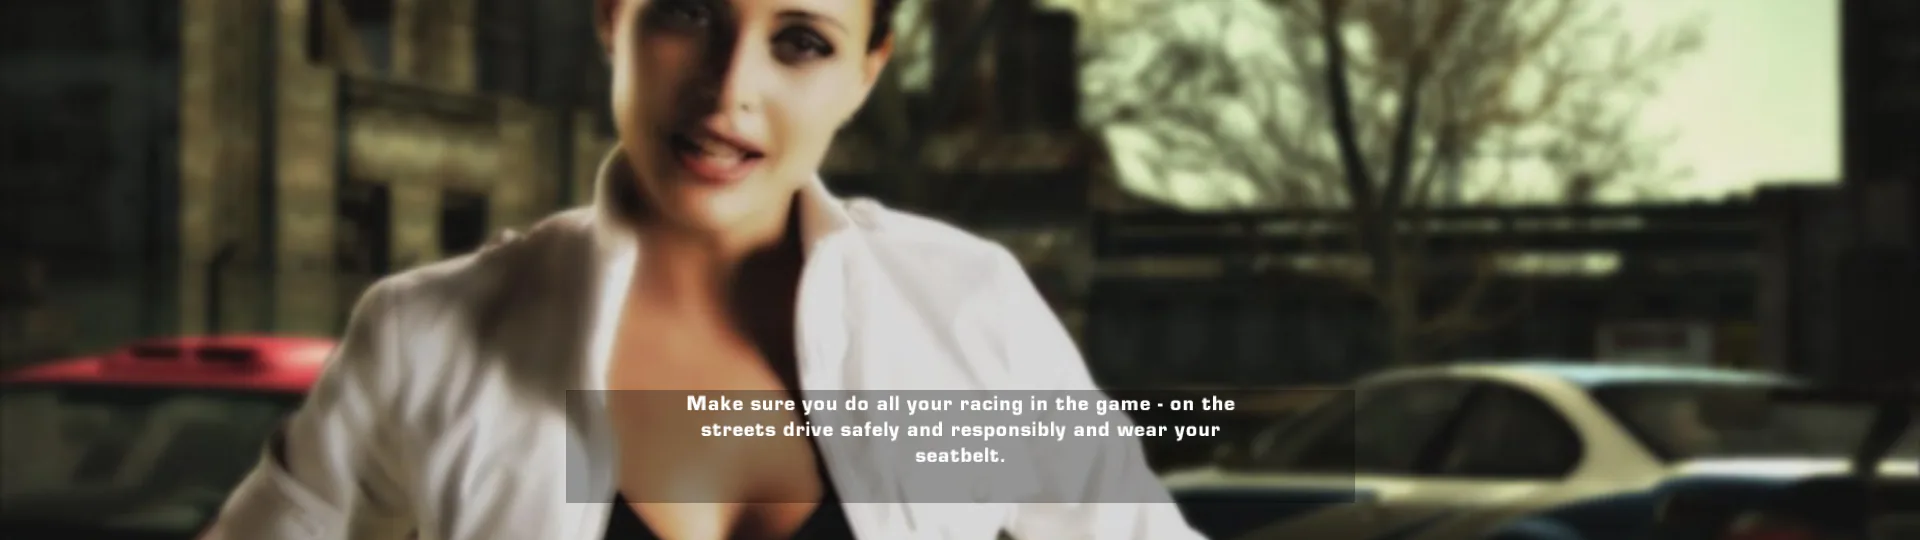 Make sure you do all your racing in the game - on the
streets drive safely and responsibly and wear your
seatbelt.